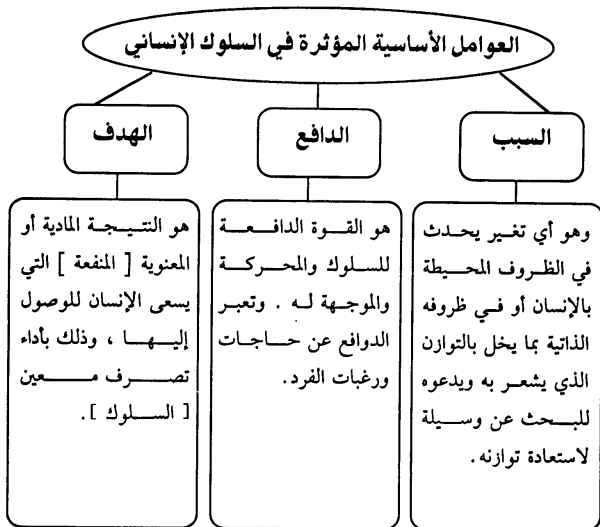 العوامل الأساسية المؤثرة في السلوك الإنساني
السبب
وهو أي تغير يحدث
في الظروف المحيطة
بالإنسان أو في ظروفه
الذاتية بما يخل بالتوازن
الذي يشعر به ويدعوه
للبحث عن وسيلة
لاستعادة توازنه.
الدافع
هو القوة الدافعة
للسلوك والمحركة
والموجهة له . وتعبر
الدوافع عن حاجات
ورغبات الفرد.
الهدف
هو النتيجة المادية أو
المعنوية [ المنفعة ] التي
يسعى الإنسان للوصول
إليها ، وذلك بأداء
تصرف معين
[ السلوك ].